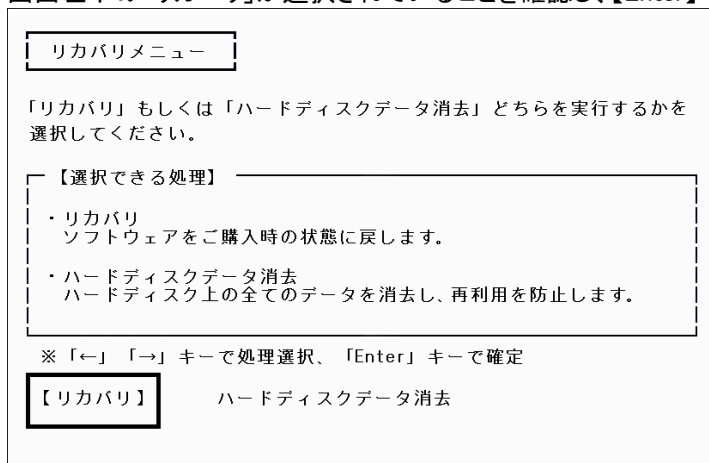 リカバリメニュー
「リカバリ」もしくは「ハードディスクデータ消去」どちらを実行するかを
選択してください。
【選択できる処理】
・リカバリ
ソフトウェアをご購入時の状態に戻します。
・ハードディスクデータ消去
ハードディスク上の全てのデータを消去し、再利用を防止します。
※「←」「→」キーで処理選択、「Enter」キーで確定
【リカバリ】 ハードディスクデータ消去